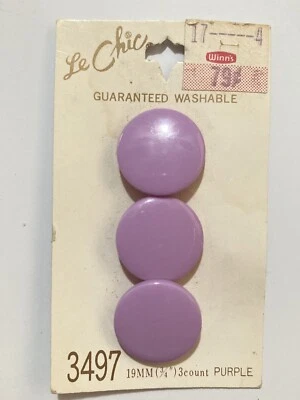 Le Chic
17-----4
Winn's
79¢
GUARANTEED WASHABLE
3497 19MM(3/4") 3count PURPLE